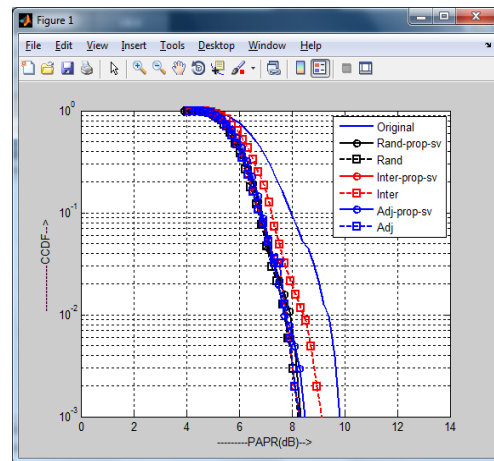 Figure 1
File Edit View Insert Tools Desktop Window Help
10^0
10^-1
10^-2
10^-3
---------CCDF-->
Original
Rand-prop-sv
Rand
Inter-prop-sv
Inter
Adj-prop-sv
Adj
0 2 4 6 8 10 12 14
---------PAPR(dB)-->